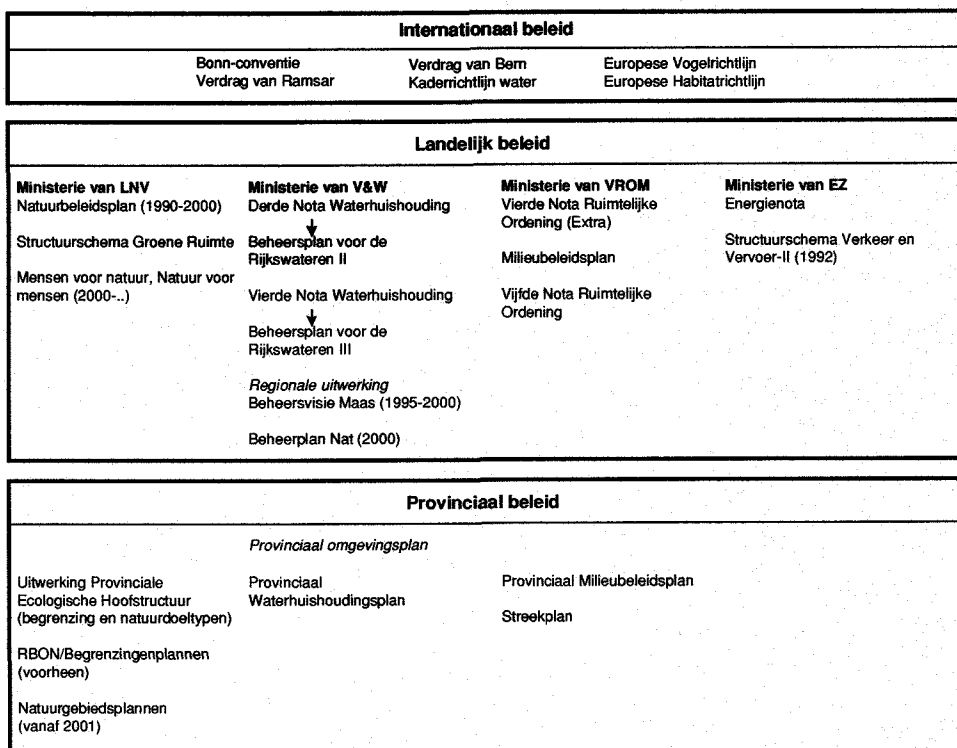 Internationaal beleid
Bonn-conventie
Verdrag van Ramsar
Verdrag van Bern
Kaderrichtlijn water
Europese Vogelrichtlijn
Europese Habitatrichtlijn
Landelijk beleid
Ministerie van LNV
Natuurbeleidsplan (1990-2000)
Structuurschema Groene Ruimte
Mensen voor natuur, Natuur voor
mensen (2000-..)
Ministerie van V&W
Derde Nota Waterhuishouding
Beheersplan voor de
Rijkswateren II
Vierde Nota Waterhuishouding
Beheersplan voor de
Rijkswateren III
Regionale uitwerking
Beheersvisie Maas (1995-2000)
Beheerplan Nat (2000)
Ministerie van VROM
Vierde Nota Ruimtelijke
Ordening (Extra)
Milieubeleidsplan
Vijfde Nota Ruimtelijke
Ordening
Ministerie van EZ
Energienota
Structuurschema Verkeer en
Vervoer-II (1992)
Provinciaal beleid
Provinciaal omgevingsplan
Uitwerking Provinciale
Ecologische Hoofstructuur
(begrenzing en natuurdoeltypen)
RBON/Begrenzingenplannen
(voorheen)
Natuurgebiedsplannen
(vanaf 2001)
Provinciaal
Waterhuishoudingsplan
Provinciaal Milieubeleidsplan
Streekplan